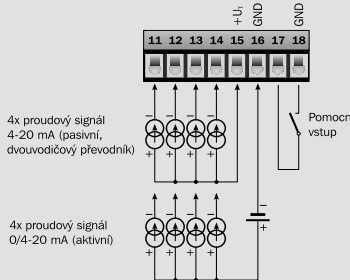 +U_T GND GND
11 12 13 14 15 16 17 18
4x proudový signál
4-20 mA (pasivní,
dvouvodičový převodník)
Pomocn
vstup
4x proudový signál
0/4-20 mA (aktivní)
− − − −
+ + + +
− − − −
+ + + +
−
+